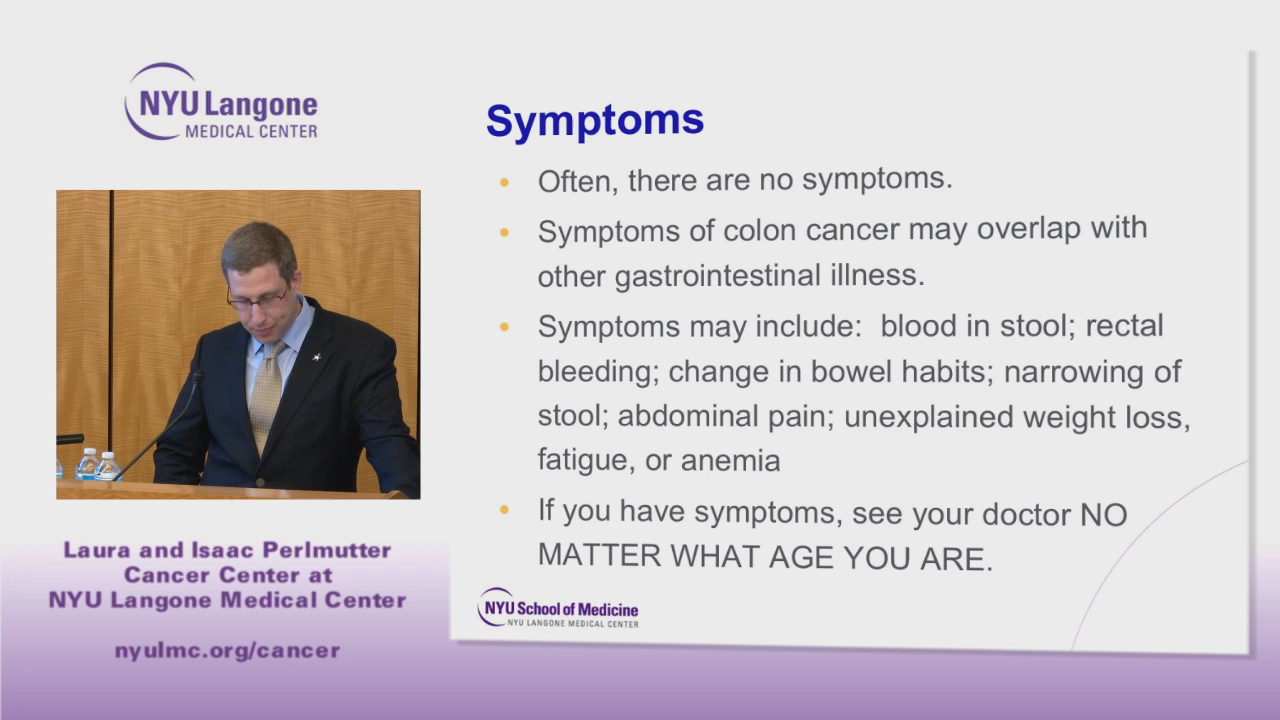 NYU Langone
MEDICAL CENTER
Laura and Isaac Perlmutter
Cancer Center at
NYU Langone Medical Center
nyulmc.org/cancer
Symptoms
• Often, there are no symptoms.
• Symptoms of colon cancer may overlap with
other gastrointestinal illness.
• Symptoms may include:  blood in stool; rectal
bleeding; change in bowel habits; narrowing of
stool; abdominal pain; unexplained weight loss,
fatigue, or anemia
• If you have symptoms, see your doctor NO
MATTER WHAT AGE YOU ARE.
NYU School of Medicine
NYU LANGONE MEDICAL CENTER